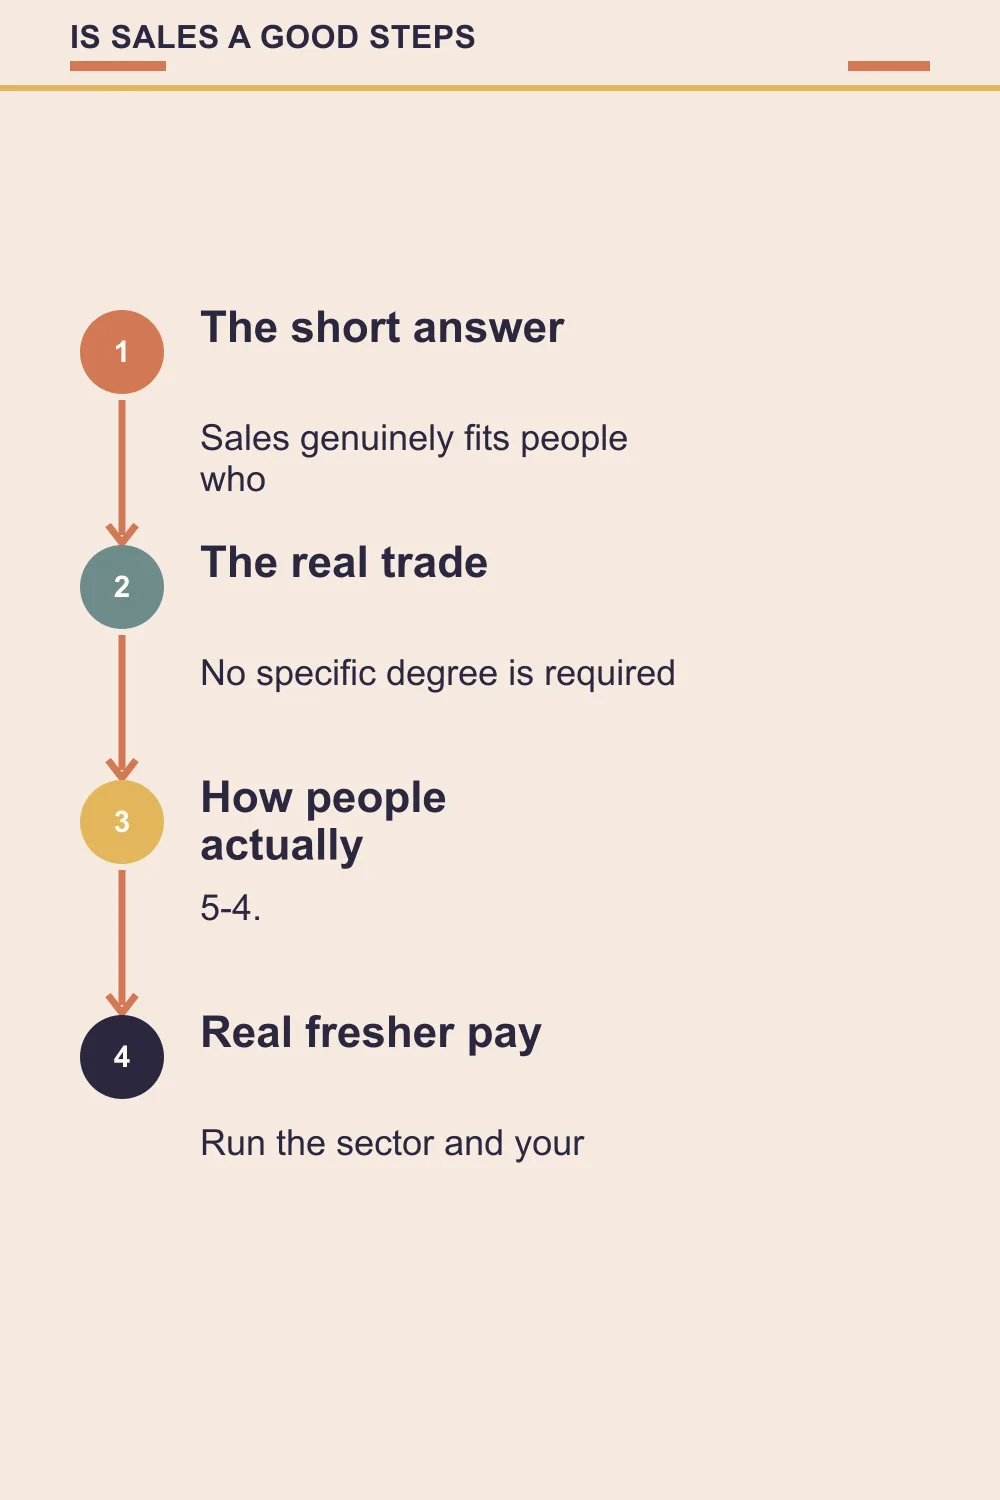 IS SALES A GOOD STEPS
1
The short answer
Sales genuinely fits people
who
2
The real trade
No specific degree is required
3
How people
actually
5-4.
4
Real fresher pay
Run the sector and your